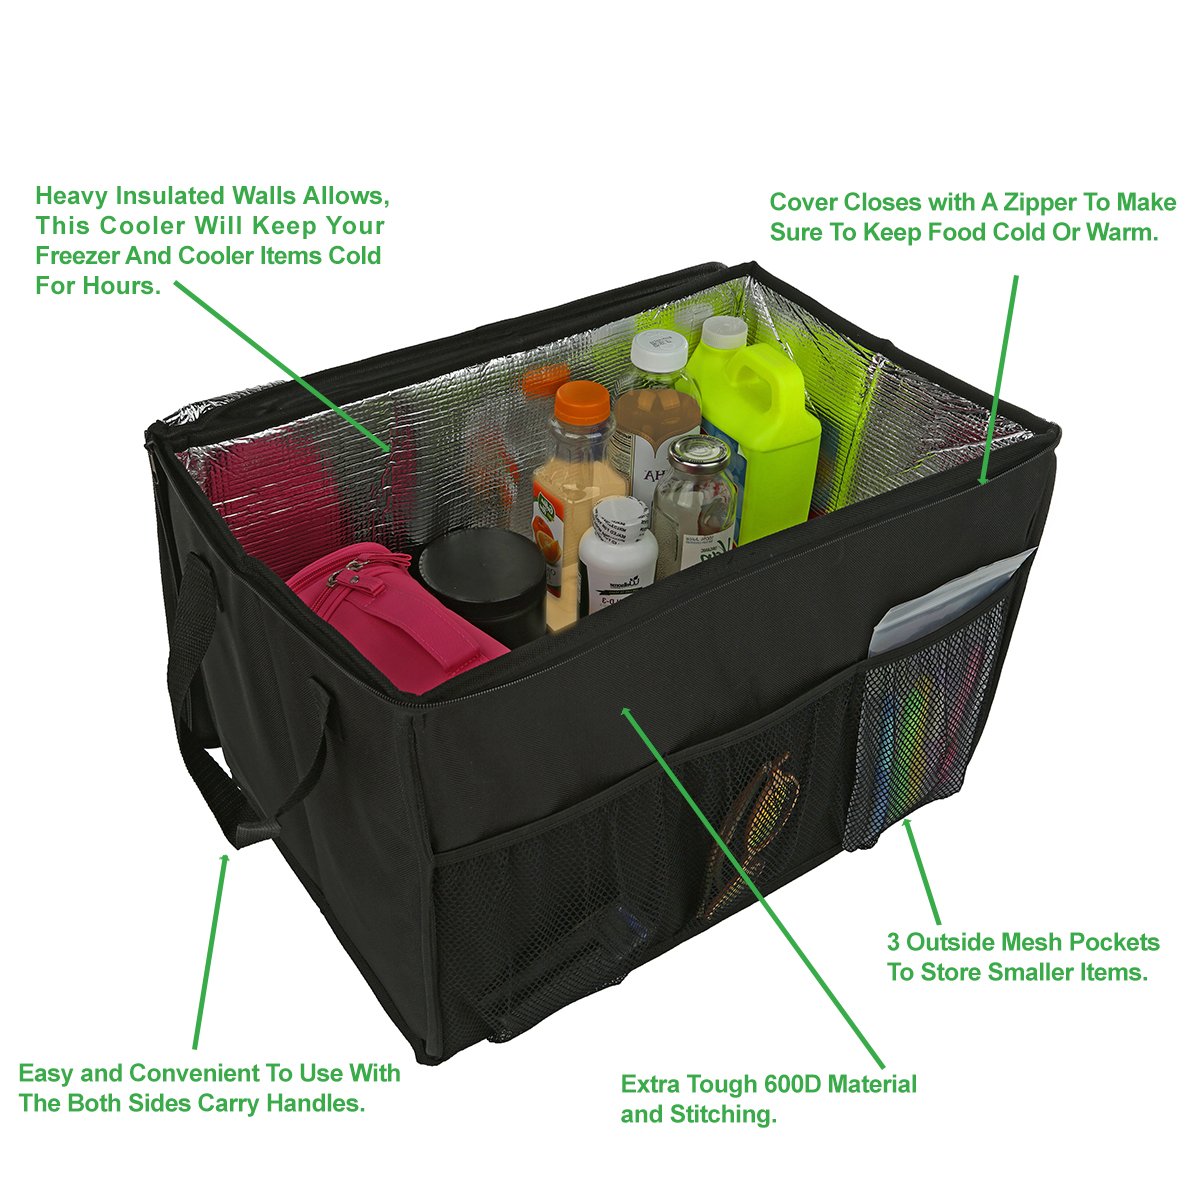 Heavy Insulated Walls Allows,
This Cooler Will Keep Your
Freezer And Cooler Items Cold
For Hours.
Cover Closes with A Zipper To Make
Sure To Keep Food Cold Or Warm.
3 Outside Mesh Pockets
To Store Smaller Items.
Easy and Convenient To Use With
The Both Sides Carry Handles.
Extra Tough 600D Material
and Stitching.